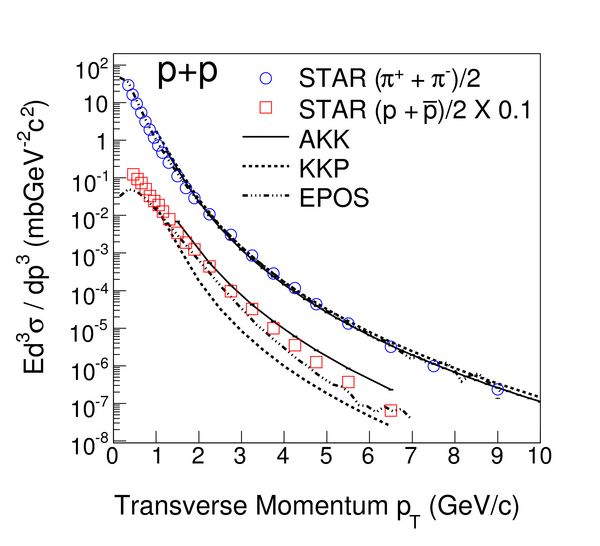 p+p
STAR (π⁺ + π⁻)/2
STAR (p + p̅)/2 X 0.1
AKK
KKP
EPOS
Ed³σ / dp³ (mbGeV⁻²c²)
10²
10
1
10⁻¹
10⁻²
10⁻³
10⁻⁴
10⁻⁵
10⁻⁶
10⁻⁷
10⁻⁸
0 1 2 3 4 5 6 7 8 9 10
Transverse Momentum p_T (GeV/c)